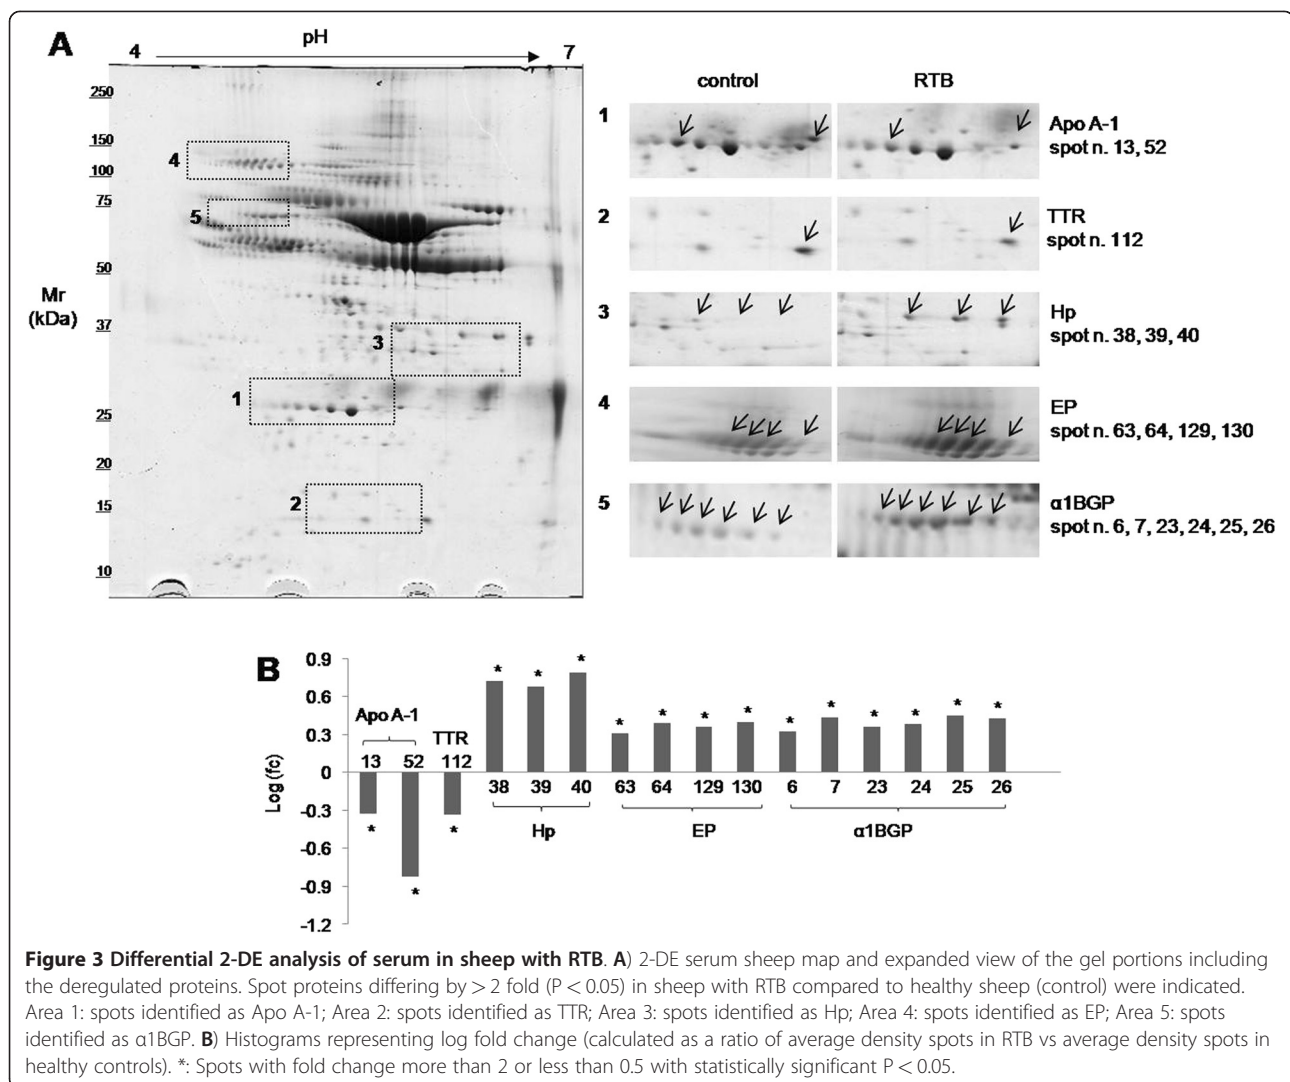 A
4 pH 7
250
150
100
75
50
37
25
20
15
10
Mr
(kDa)
4
5
3
1
2
control RTB
1
Apo A-1
spot n. 13, 52
2
TTR
spot n. 112
3
Hp
spot n. 38, 39, 40
4
EP
spot n. 63, 64, 129, 130
5
α1BGP
spot n. 6, 7, 23, 24, 25, 26
B
Log (fc)
0.9
0.6
0.3
0
-0.3
-0.6
-0.9
-1.2
Apo A-1
TTR
13 52 112
* * *
* * * * * * * * * * * * *
38 39 40 63 64 129 130 6 7 23 24 25 26
Hp EP α1BGP
Figure 3 Differential 2-DE analysis of serum in sheep with RTB. A) 2-DE serum sheep map and expanded view of the gel portions including
the deregulated proteins. Spot proteins differing by > 2 fold (P < 0.05) in sheep with RTB compared to healthy sheep (control) were indicated.
Area 1: spots identified as Apo A-1; Area 2: spots identified as TTR; Area 3: spots identified as Hp; Area 4: spots identified as EP; Area 5: spots
identified as α1BGP. B) Histograms representing log fold change (calculated as a ratio of average density spots in RTB vs average density spots in
healthy controls). *: Spots with fold change more than 2 or less than 0.5 with statistically significant P < 0.05.